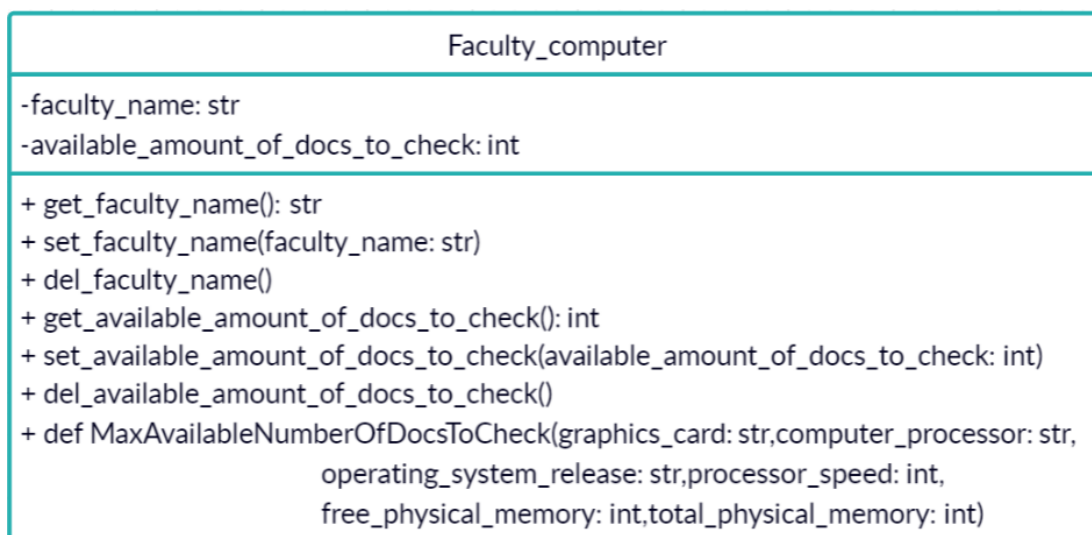 Faculty_computer
-faculty_name: str
-available_amount_of_docs_to_check: int
+ get_faculty_name(): str
+ set_faculty_name(faculty_name: str)
+ del_faculty_name()
+ get_available_amount_of_docs_to_check(): int
+ set_available_amount_of_docs_to_check(available_amount_of_docs_to_check: int)
+ del_available_amount_of_docs_to_check()
+ def MaxAvailableNumberOfDocsToCheck(graphics_card: str,computer_processor: str,
operating_system_release: str,processor_speed: int,
free_physical_memory: int,total_physical_memory: int)